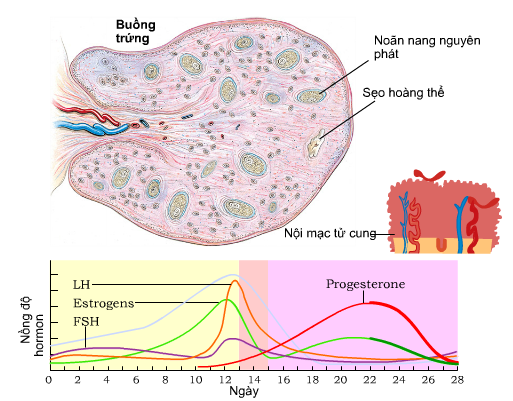 Buồng
trứng
Noãn nang nguyên
phát
Sẹo hoàng thể
Nội mạc tử cung
LH
Estrogens
FSH
Progesterone
Nồng độ
hormon
0 2 4 6 8 10 12 14 16 18 20 22 24 26 28
Ngày